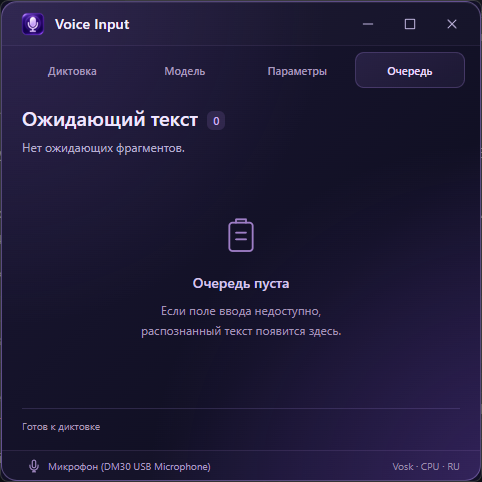 Voice Input
Диктовка Модель Параметры Очередь
Ожидающий текст 0
Нет ожидающих фрагментов.
Очередь пуста
Если поле ввода недоступно,
распознанный текст появится здесь.
Готов к диктовке
Микрофон (DM30 USB Microphone) Vosk · CPU · RU